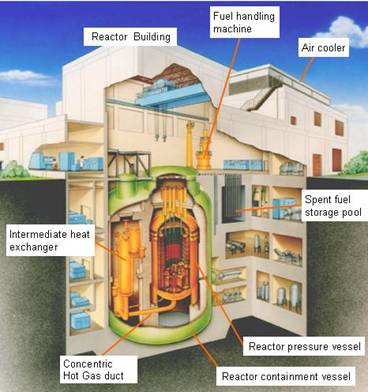 Fuel handling
machine
Reactor Building
Air cooler
Spent fuel
storage pool
Intermediate heat
exchanger
Reactor pressure vessel
Concentric
Hot Gas duct
Reactor containment vessel